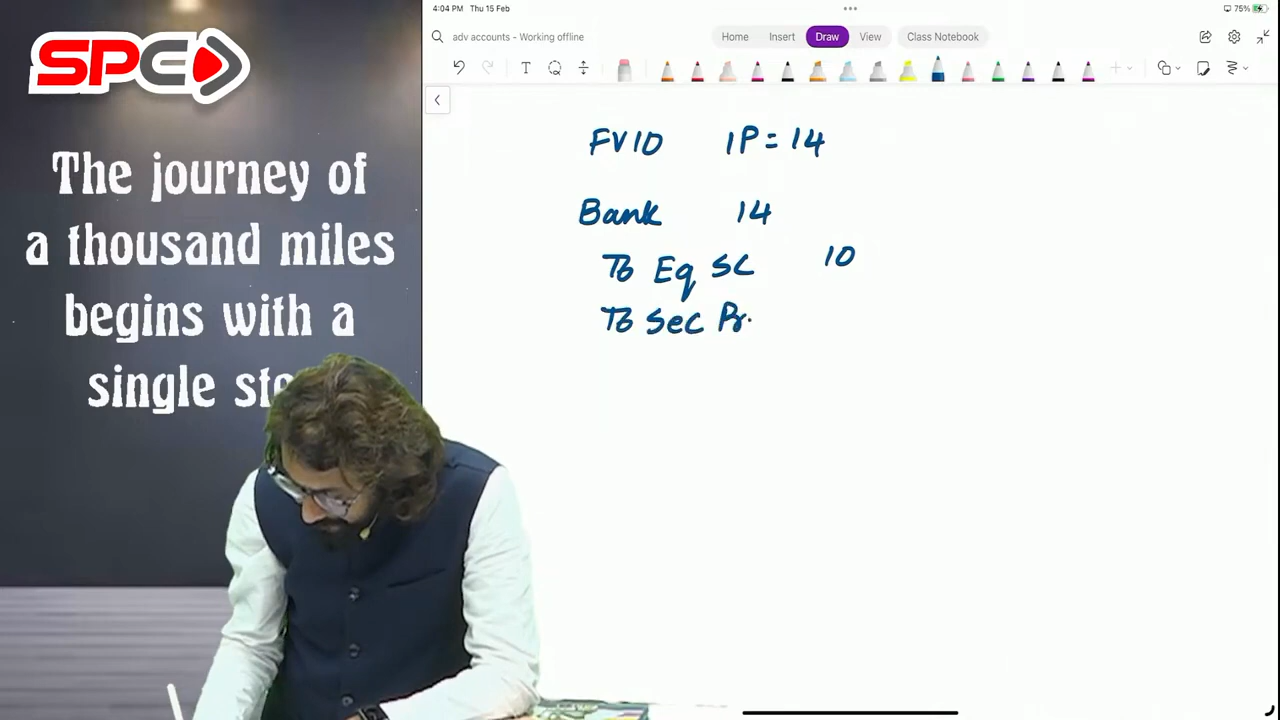 SPED
The journey of
a thousand miles
begins with a
single ste
4:04 PM Thu 15 Feb
75%
adv accounts - Working offline
Home Insert Draw View Class Notebook
FV10 IP = 14
Bank 14
To Eq SC 10
To Sec Pr.